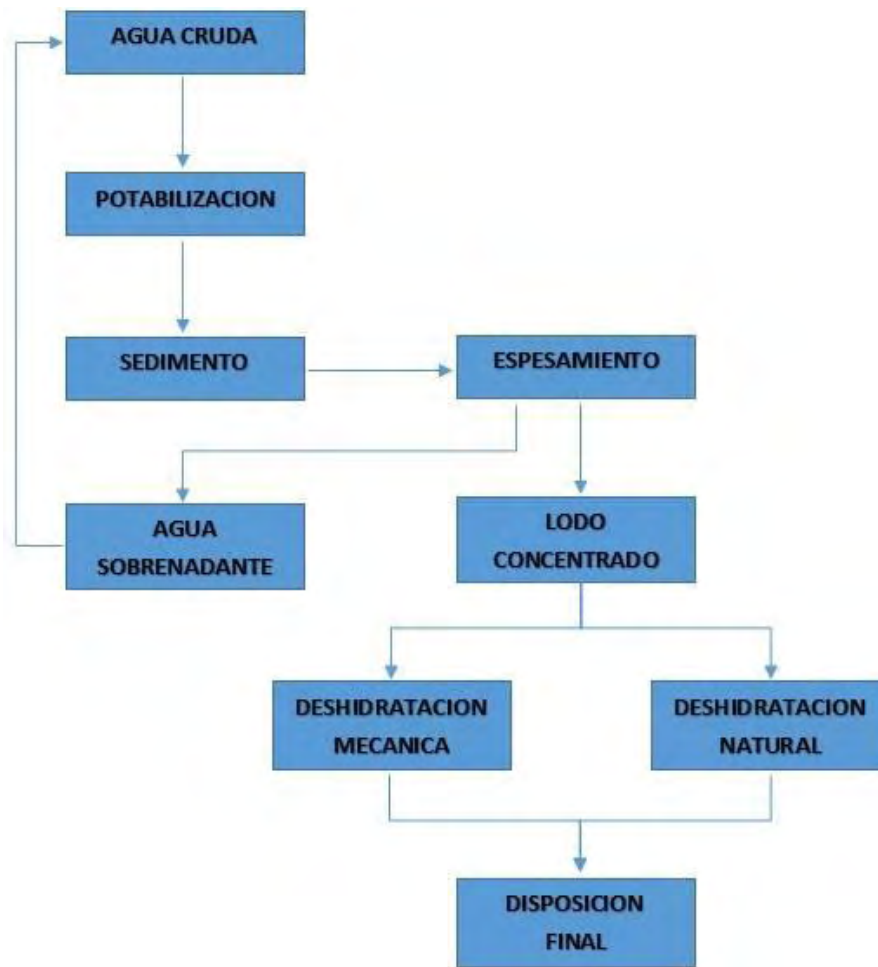 AGUA CRUDA
POTABILIZACION
SEDIMENTO
ESPESAMIENTO
AGUA
SOBRENADANTE
LODO
CONCENTRADO
DESHIDRATACION
MECANICA
DESHIDRATACION
NATURAL
DISPOSICION
FINAL